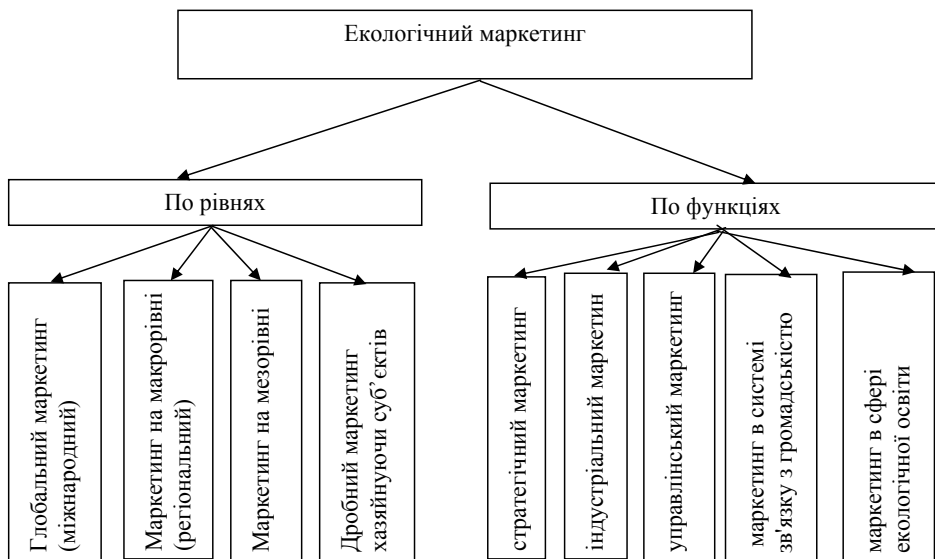 Екологічний маркетинг
По рівнях
По функціях
Глобальний маркетинг
(міжнародний)
Маркетинг на макрорівні
(регіональний)
Маркетинг на мезорівні
Дробний маркетинг
хазяйнуючи суб’єктів
стратегічний маркетинг
індустріальний маркетин
управлінський маркетинг
маркетинг в системі
зв'язку з громадськістю
маркетинг в сфері
екологічної освіти